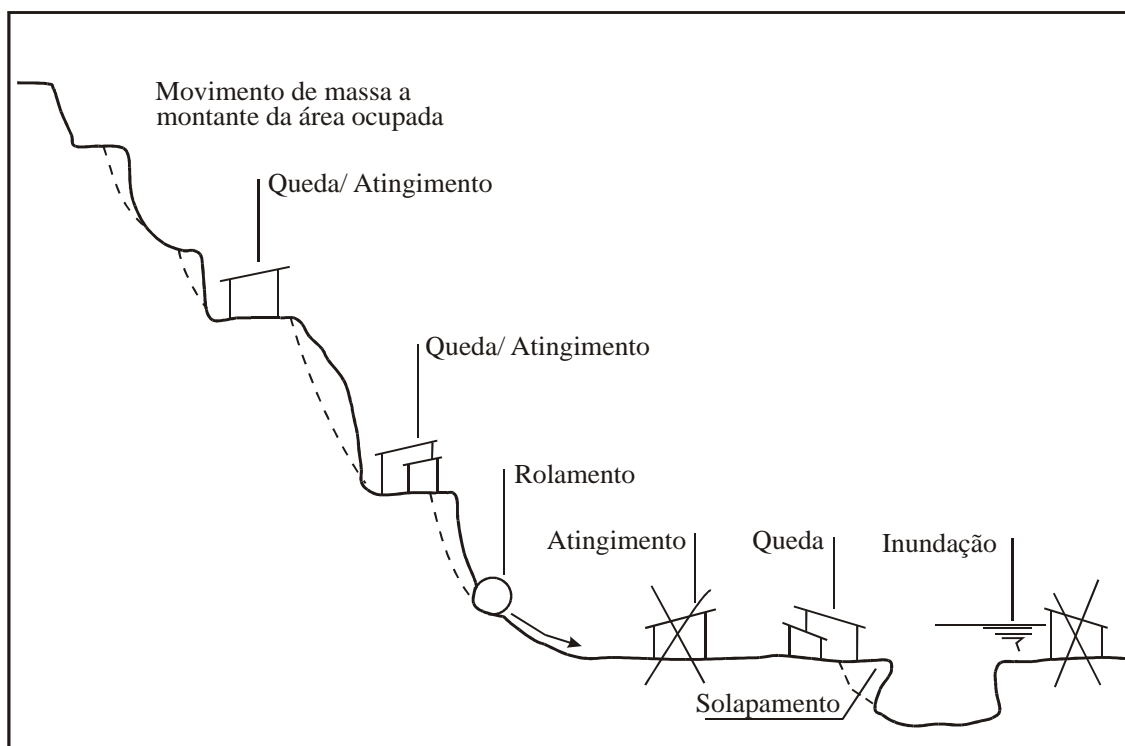 Movimento de massa a
montante da área ocupada
Queda/ Atingimento
Queda/ Atingimento
Rolamento
Atingimento
Queda
Inundação
Solapamento